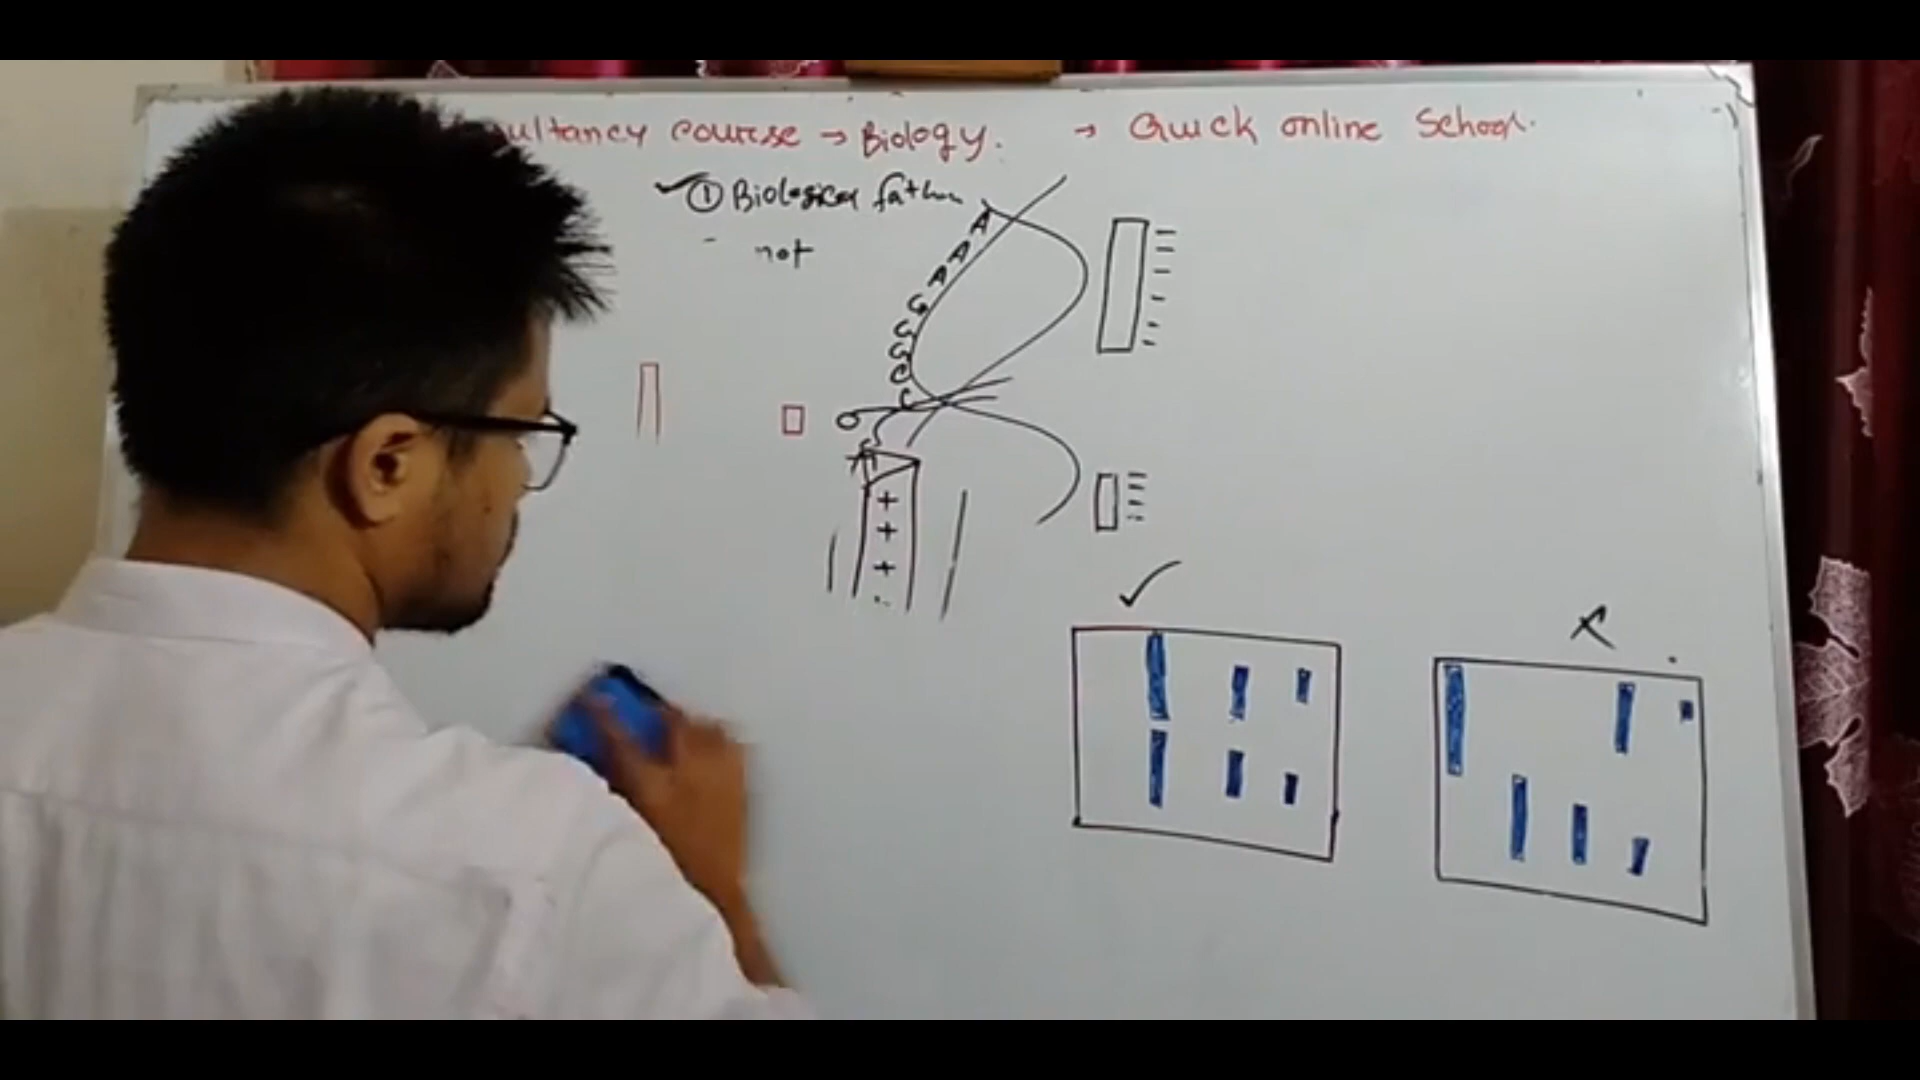 ultancy course → Biology. → Quick online School.
✓ ① Biological father
- not
A
A
A
G
G
G
C
C
C
+
+
+
✓
x